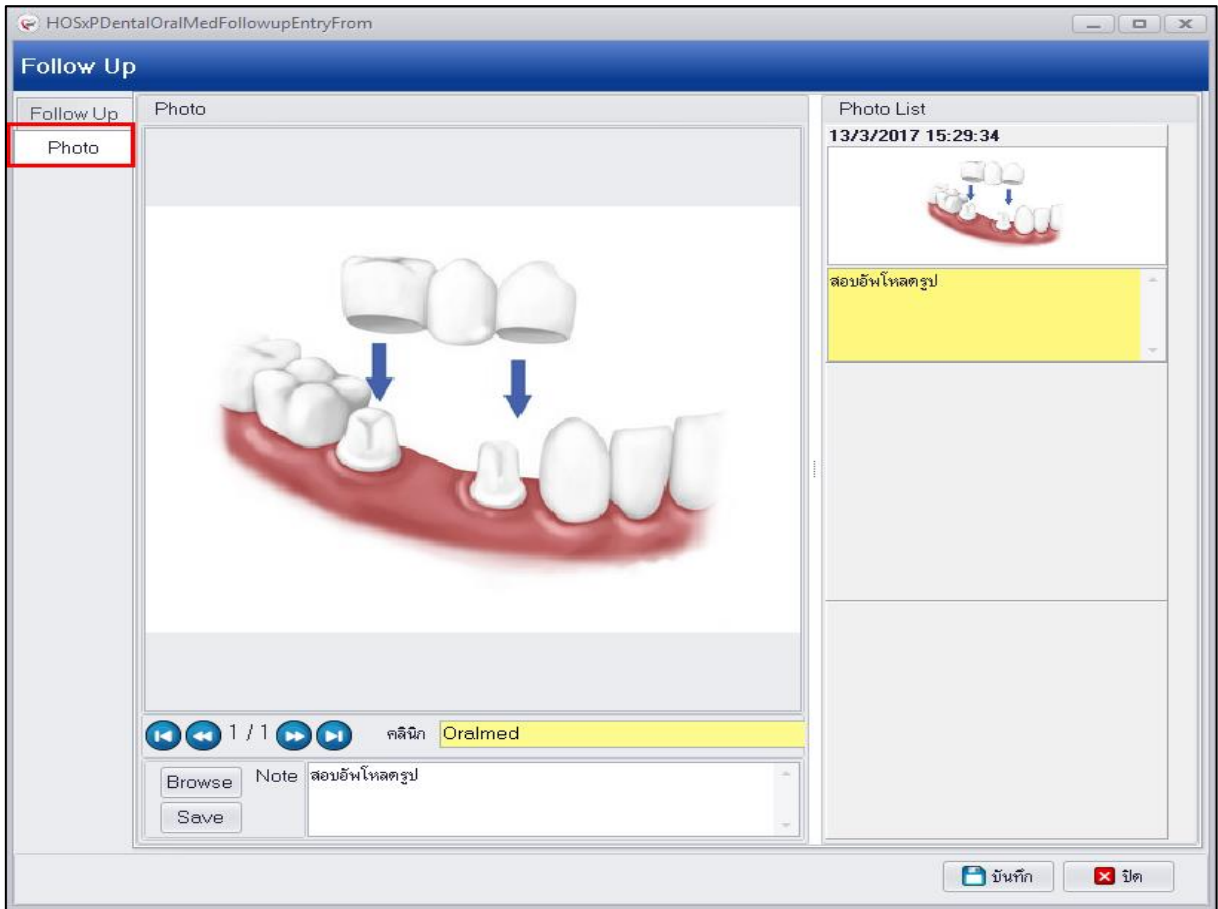 HOSxPDentalOralMedFollowupEntryFrom
Follow Up
Follow Up
Photo
Photo
Photo List
13/3/2017 15:29:34
สอบอัพโหลดรูป
1 / 1
คลินิก
Oralmed
Browse
Note
สอบอัพโหลดรูป
Save
บันทึก
ปิด